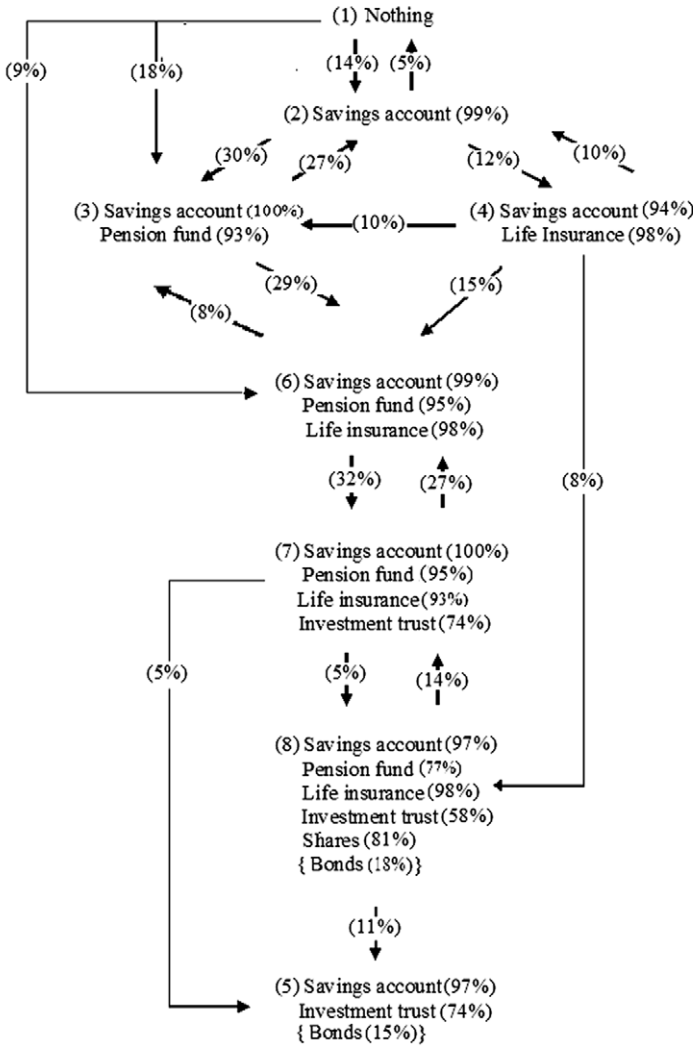 (1) Nothing
(9%)
(18%)
(14%)
(5%)
(2) Savings account (99%)
(30%)
(27%)
(12%)
(10%)
(3) Savings account (100%)
Pension fund (93%)
(10%)
(4) Savings account (94%)
Life Insurance (98%)
(29%)
(15%)
(8%)
(6) Savings account (99%)
Pension fund (95%)
Life insurance (98%)
(32%)
(27%)
(8%)
(7) Savings account (100%)
Pension fund (95%)
Life insurance (93%)
Investment trust (74%)
(5%)
(5%)
(14%)
(8) Savings account (97%)
Pension fund (77%)
Life insurance (98%)
Investment trust (58%)
Shares (81%)
{ Bonds (18%)}
(11%)
(5) Savings account (97%)
Investment trust (74%)
{ Bonds (15%)}